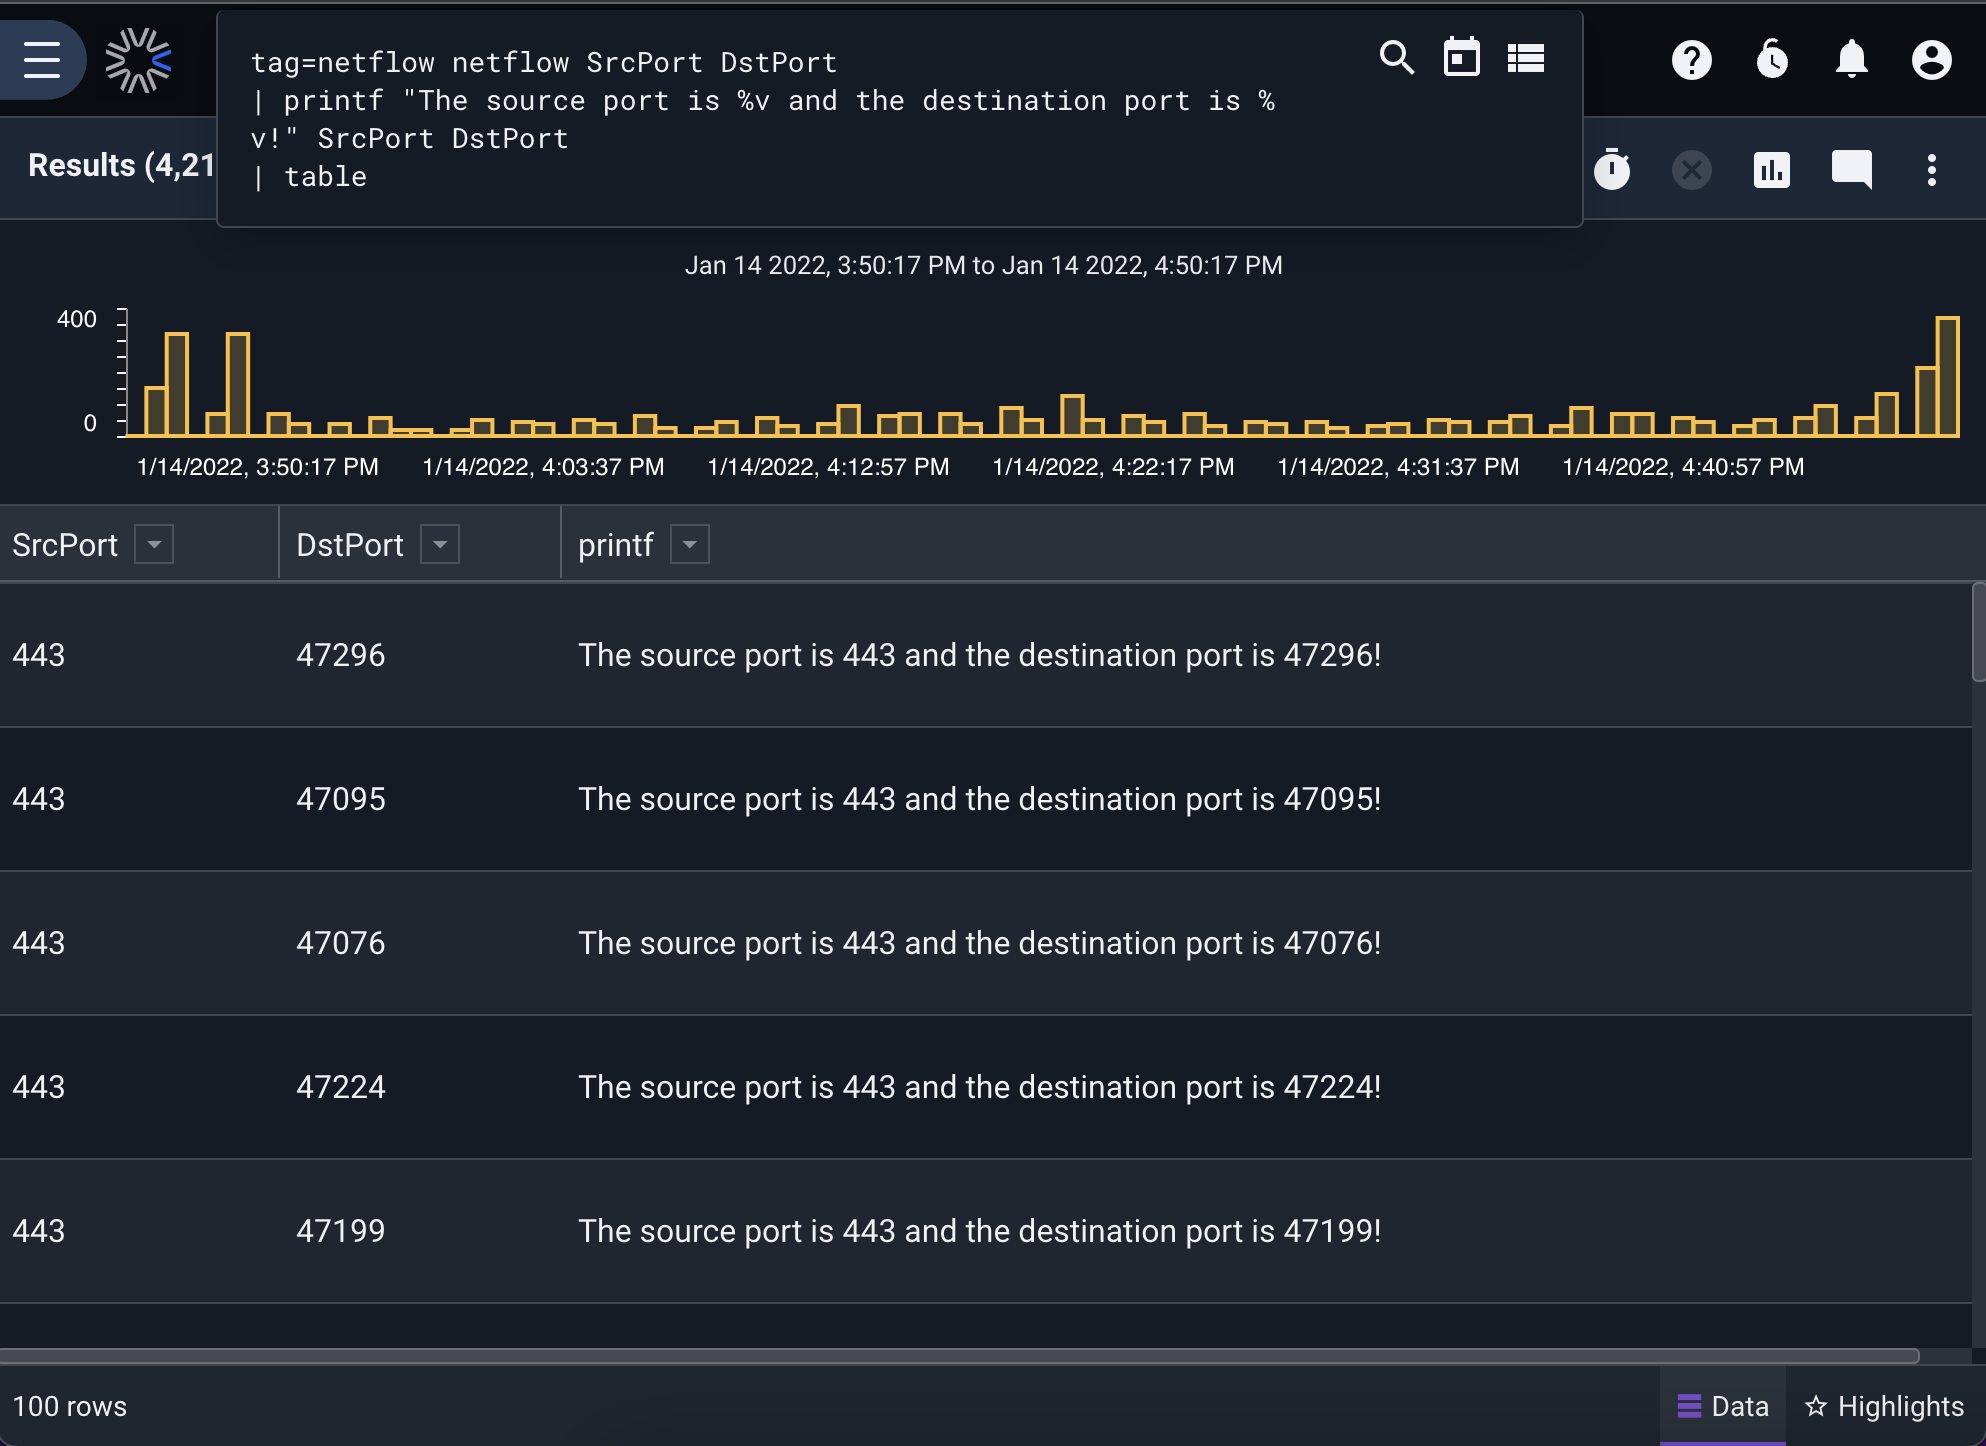 tag=netflow netflow SrcPort DstPort
| printf "The source port is %v and the destination port is %
v!" SrcPort DstPort
| table
Results (4,21
Jan 14 2022, 3:50:17 PM to Jan 14 2022, 4:50:17 PM
400
0
1/14/2022, 3:50:17 PM 1/14/2022, 4:03:37 PM 1/14/2022, 4:12:57 PM 1/14/2022, 4:22:17 PM 1/14/2022, 4:31:37 PM 1/14/2022, 4:40:57 PM
SrcPort DstPort printf
443 47296 The source port is 443 and the destination port is 47296!
443 47095 The source port is 443 and the destination port is 47095!
443 47076 The source port is 443 and the destination port is 47076!
443 47224 The source port is 443 and the destination port is 47224!
443 47199 The source port is 443 and the destination port is 47199!
100 rows Data Highlights